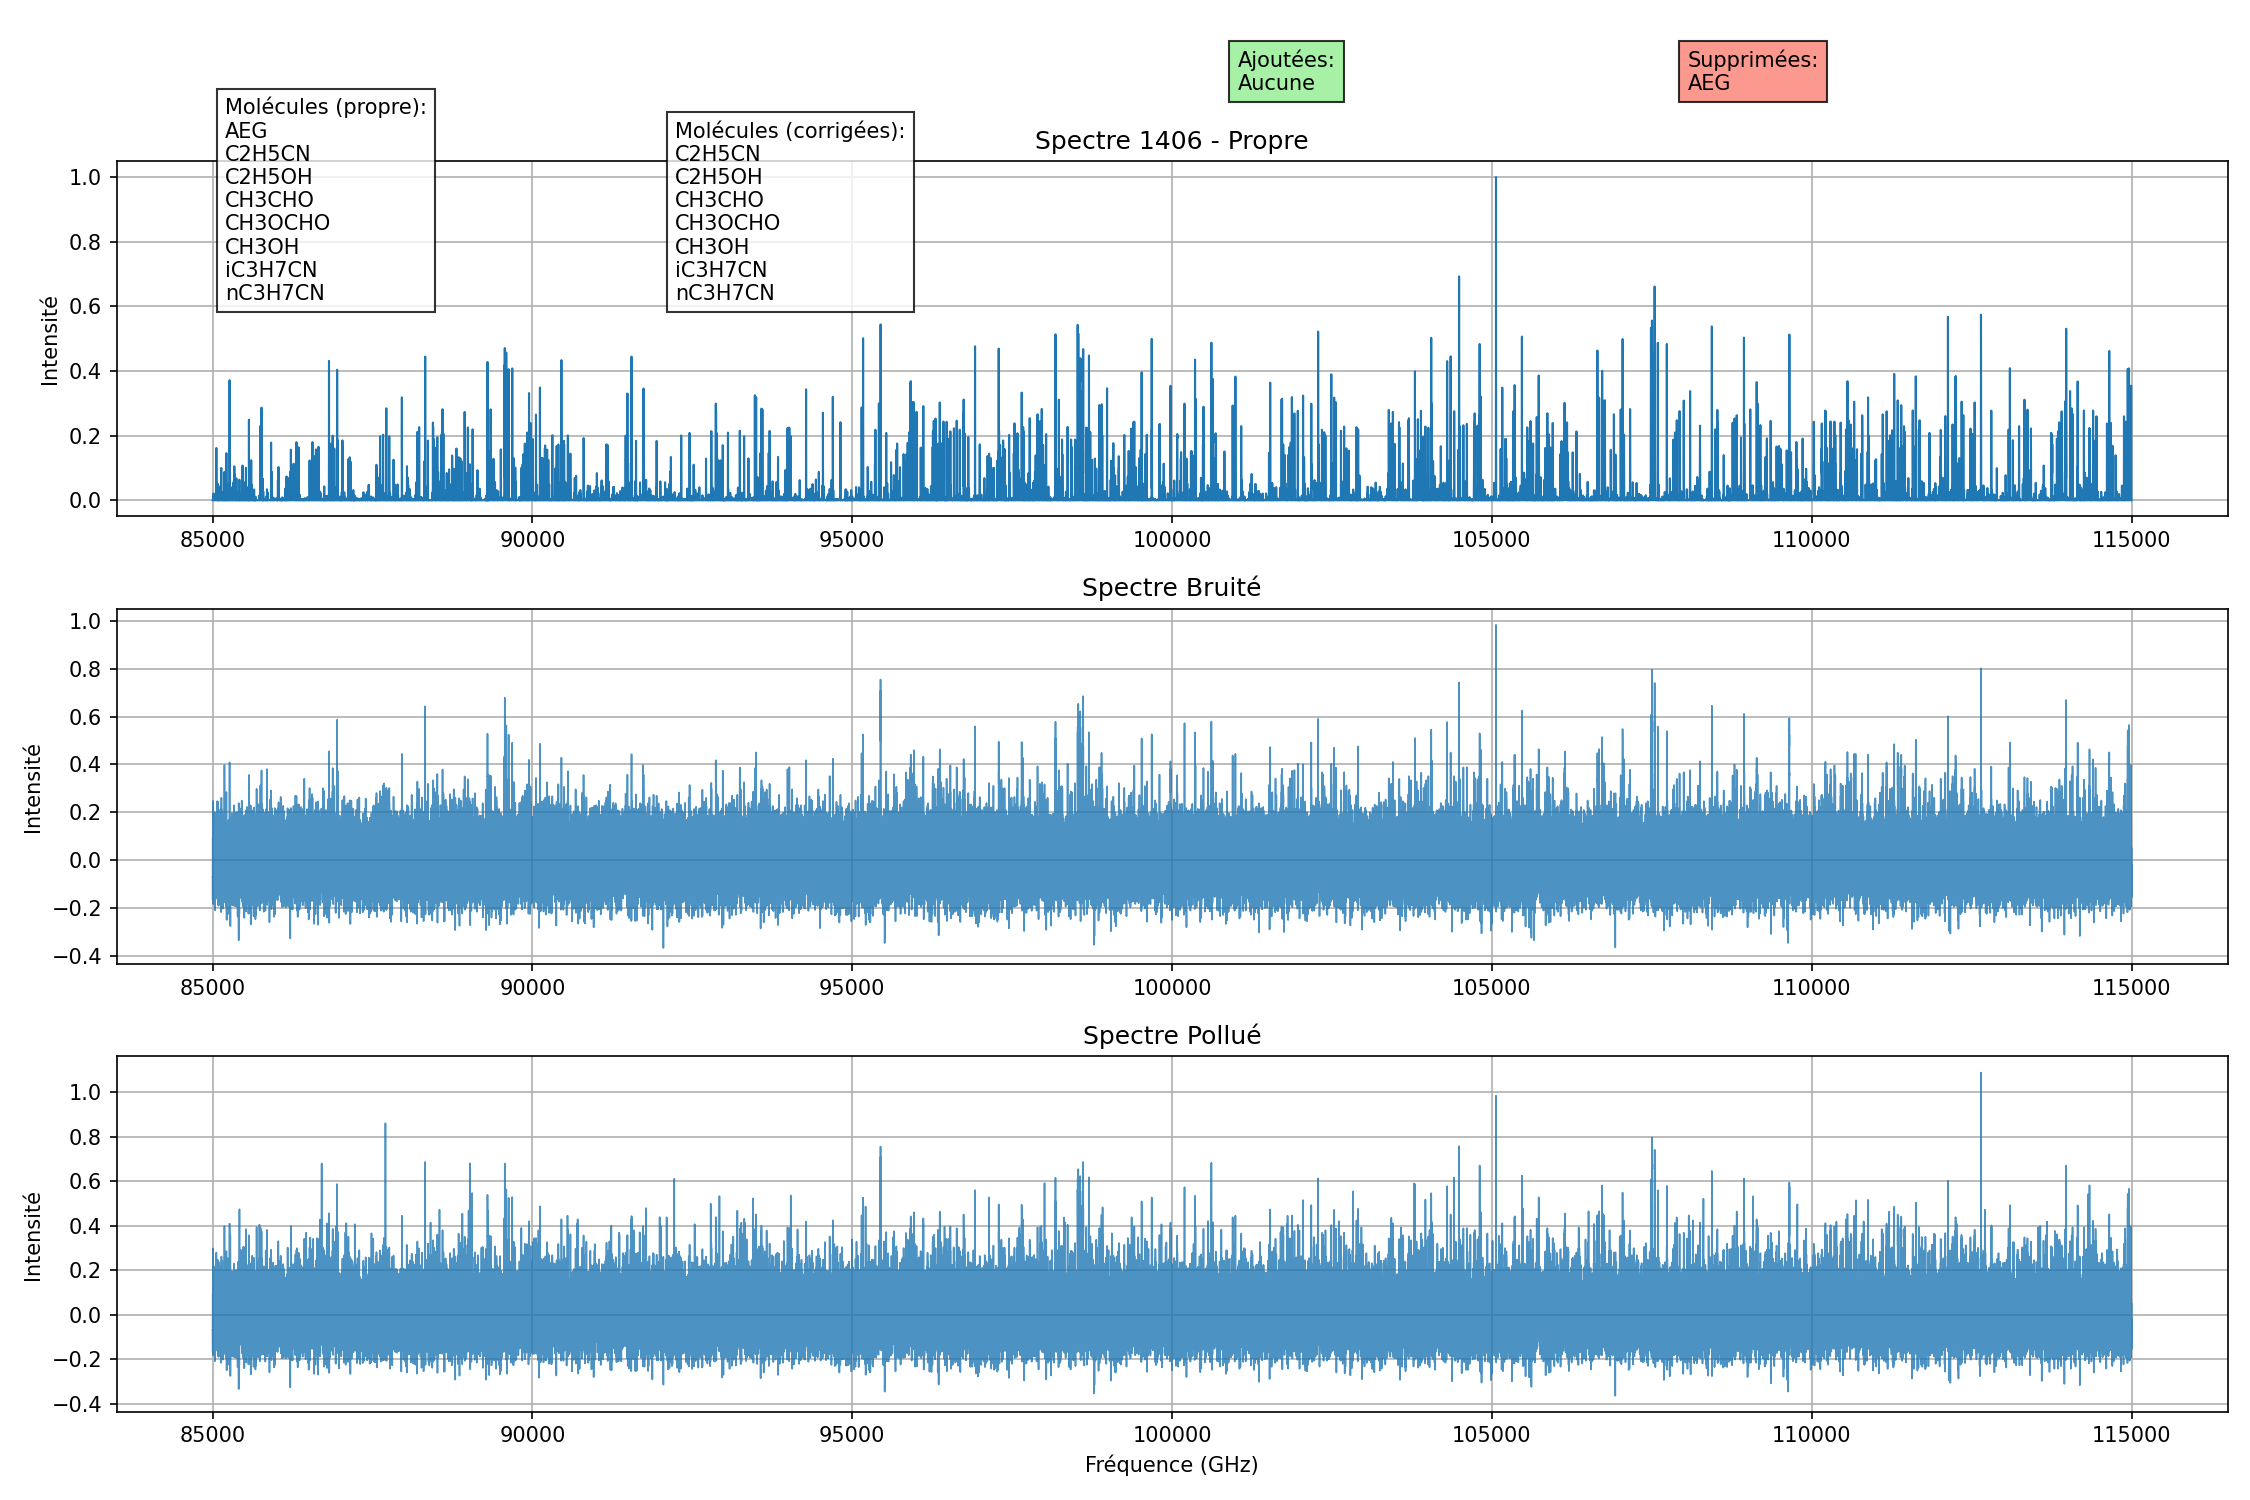 Ajoutées:
Aucune
Supprimées:
AEG
Molécules (propre):
AEG
C2H5CN
C2H5OH
CH3CHO
CH3OCHO
CH3OH
iC3H7CN
nC3H7CN
Molécules (corrigées):
C2H5CN
C2H5OH
CH3CHO
CH3OCHO
CH3OH
iC3H7CN
nC3H7CN
Spectre 1406 - Propre
Intensité
1.0
0.8
0.6
0.4
0.2
0.0
85000 90000 95000 100000 105000 110000 115000
Spectre Bruité
Intensité
1.0
0.8
0.6
0.4
0.2
0.0
−0.2
−0.4
85000 90000 95000 100000 105000 110000 115000
Spectre Pollué
Intensité
1.0
0.8
0.6
0.4
0.2
0.0
−0.2
−0.4
85000 90000 95000 100000 105000 110000 115000
Fréquence (GHz)